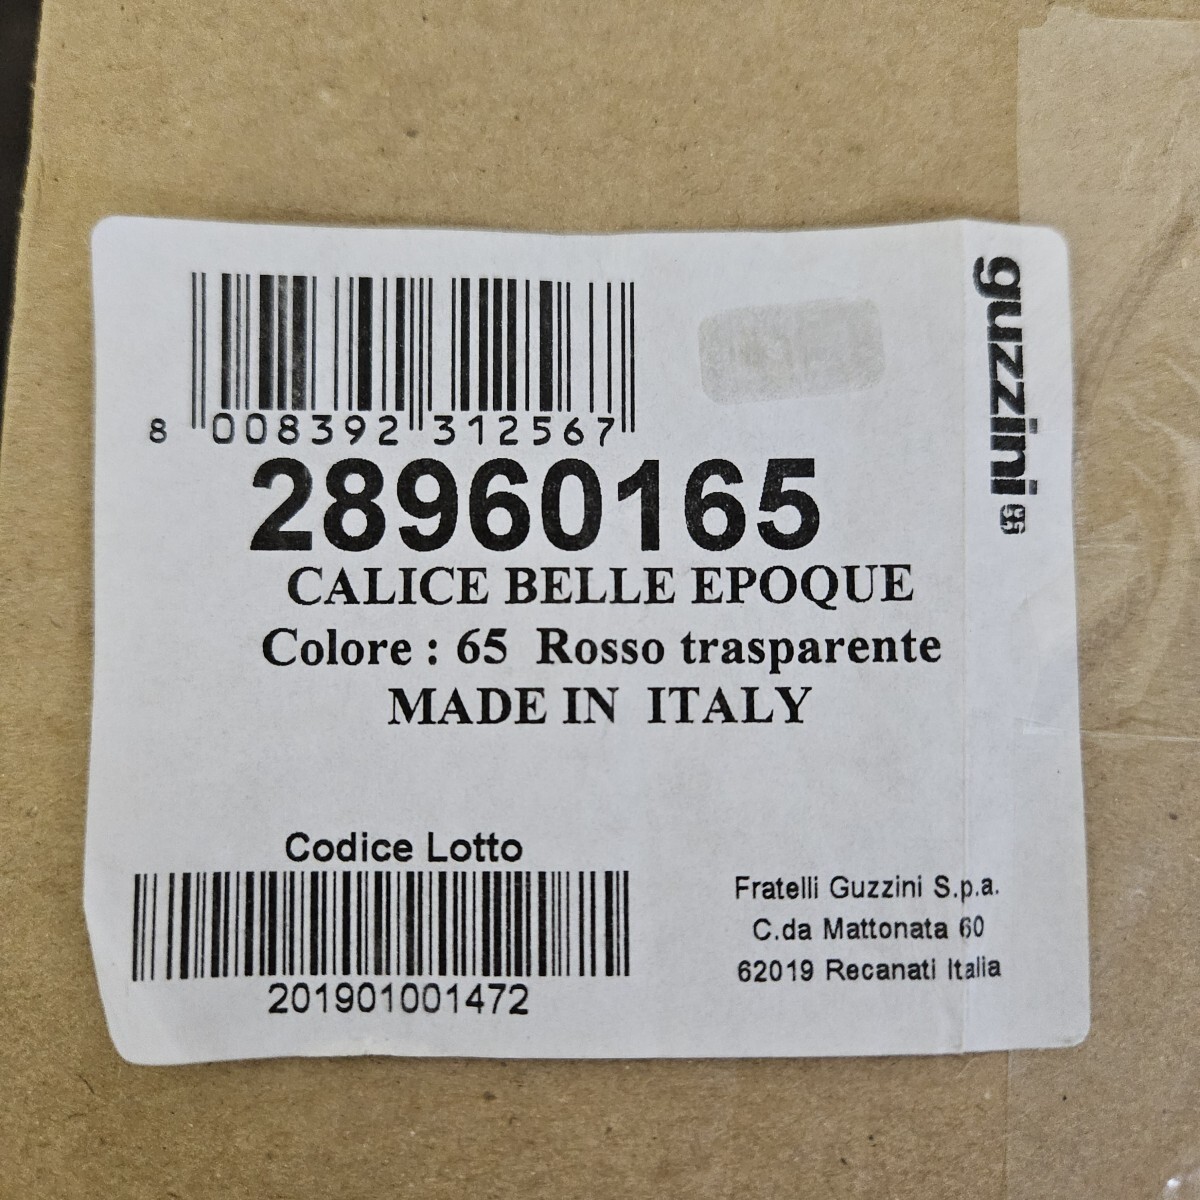 8 008392 312567
28960165
CALICE BELLE EPOQUE
Colore : 65 Rosso trasparente
MADE IN ITALY
guzzini
Codice Lotto
201901001472
Fratelli Guzzini S.p.a.
C.da Mattonata 60
62019 Recanati Italia